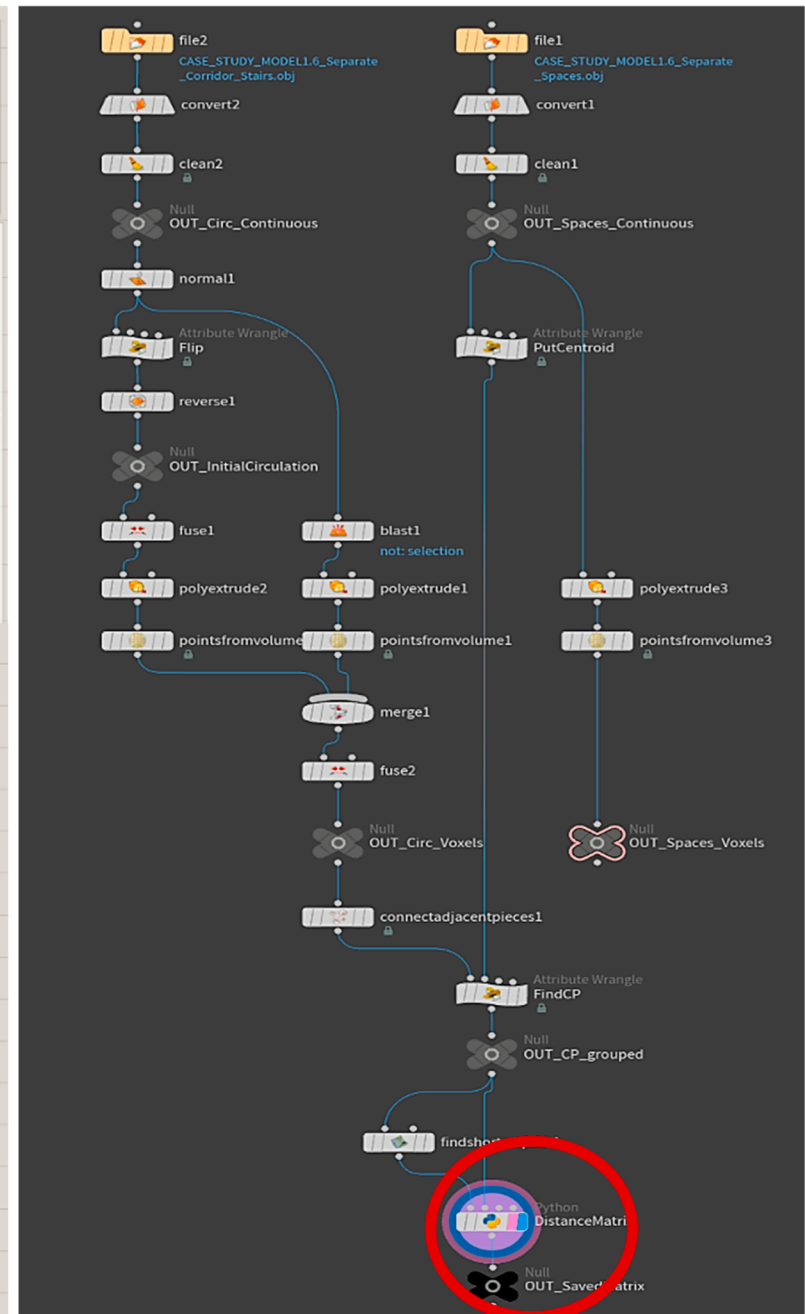 file2
CASE_STUDY_MODEL1.6_Separate
_Corridor_Stairs.obj
file1
CASE_STUDY_MODEL1.6_Separate
_Spaces.obj
convert2
convert1
clean2
clean1
Null
OUT_Circ_Continuous
Null
OUT_Spaces_Continuous
normal1
Attribute Wrangle
Flip
Attribute Wrangle
PutCentroid
reverse1
Null
OUT_InitialCirculation
fuse1
blast1
not: selection
polyextrude2
polyextrude1
polyextrude3
pointsfromvolume
pointsfromvolume1
pointsfromvolume3
merge1
fuse2
Null
OUT_Circ_Voxels
Null
OUT_Spaces_Voxels
connectadjacentpieces1
Attribute Wrangle
FindCP
Null
OUT_CP_grouped
Python
DistanceMatri
Null